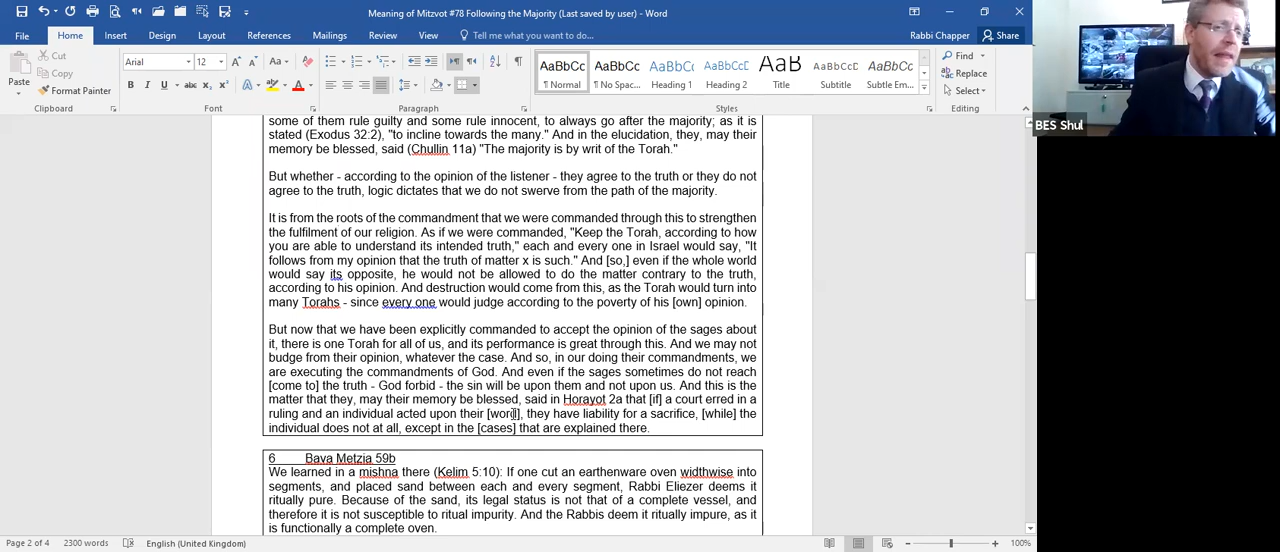 Meaning of Mitzvot #78 Following the Majority (Last saved by user) - Word
File
Home
Insert
Design
Layout
References
Mailings
Review
View
Tell me what you want to do...
Rabbi Chapper
Share
Paste
Cut
Copy
Format Painter
Clipboard
Arial
12
Font
Paragraph
AaBbCc
¶ Normal
AaBbCc
¶ No Spac...
AaBbCc
Heading 1
AaBbCcD
Heading 2
AaB
Title
AaBbCcD
Subtitle
AaBbCc
Subtle Em...
Styles
Find
Replace
Select
Editing
BES Shul
some of them rule guilty and some rule innocent, to always go after the majority; as it is
stated (Exodus 32:2), "to incline towards the many." And in the elucidation, they, may their
memory be blessed, said (Chullin 11a) "The majority is by writ of the Torah."
But whether - according to the opinion of the listener - they agree to the truth or they do not
agree to the truth, logic dictates that we do not swerve from the path of the majority.
It is from the roots of the commandment that we were commanded through this to strengthen
the fulfilment of our religion. As if we were commanded, "Keep the Torah, according to how
you are able to understand its intended truth," each and every one in Israel would say, "It
follows from my opinion that the truth of matter x is such." And [so,] even if the whole world
would say its opposite, he would not be allowed to do the matter contrary to the truth,
according to his opinion. And destruction would come from this, as the Torah would turn into
many Torahs - since every one would judge according to the poverty of his [own] opinion.
But now that we have been explicitly commanded to accept the opinion of the sages about
it, there is one Torah for all of us, and its performance is great through this. And we may not
budge from their opinion, whatever the case. And so, in our doing their commandments, we
are executing the commandments of God. And even if the sages sometimes do not reach
[come to] the truth - God forbid - the sin will be upon them and not upon us. And this is the
matter that they, may their memory be blessed, said in Horayot 2a that [if] a court erred in a
ruling and an individual acted upon their [word], they have liability for a sacrifice, [while] the
individual does not at all, except in the [cases] that are explained there.
6 Bava Metzia 59b
We learned in a mishna there (Kelim 5:10): If one cut an earthenware oven widthwise into
segments, and placed sand between each and every segment, Rabbi Eliezer deems it
ritually pure. Because of the sand, its legal status is not that of a complete vessel, and
therefore it is not susceptible to ritual impurity. And the Rabbis deem it ritually impure, as it
is functionally a complete oven.
Page 2 of 4
2300 words
English (United Kingdom)
100%